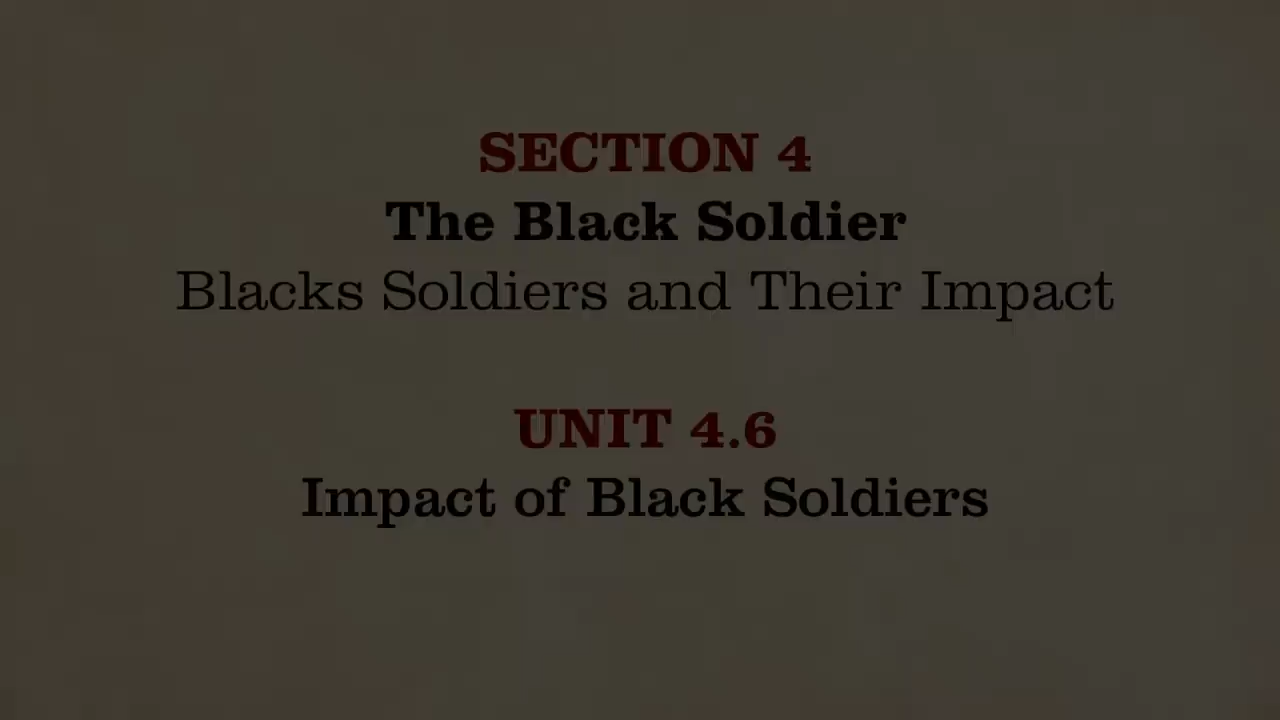 SECTION 4
The Black Soldier
Blacks Soldiers and Their Impact
UNIT 4.6
Impact of Black Soldiers